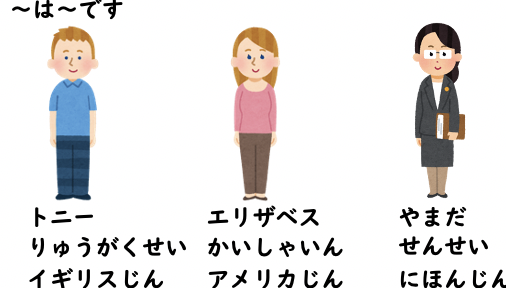 ～は～です
トニー
りゅうがくせい
イギリスじん
エリザベス
かいしゃいん
アメリカじん
やまだ
せんせい
にほんじん